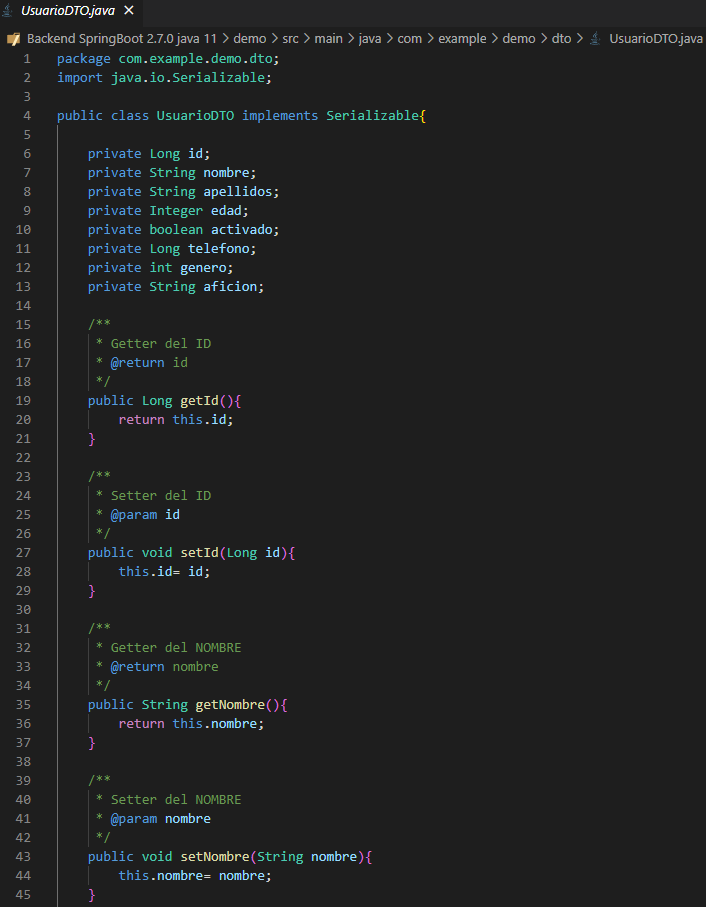 UsuarioDTO.java ×
Backend SpringBoot 2.7.0 java 11 > demo > src > main > java > com > example > demo > dto > UsuarioDTO.java
1 package com.example.demo.dto;
2 import java.io.Serializable;
3
4 public class UsuarioDTO implements Serializable{
5
6     private Long id;
7     private String nombre;
8     private String apellidos;
9     private Integer edad;
10     private boolean activado;
11     private Long telefono;
12     private int genero;
13     private String aficion;
14
15     /**
16      * Getter del ID
17      * @return id
18      */
19     public Long getId(){
20         return this.id;
21     }
22
23     /**
24      * Setter del ID
25      * @param id
26      */
27     public void setId(Long id){
28         this.id= id;
29     }
30
31     /**
32      * Getter del NOMBRE
33      * @return nombre
34      */
35     public String getNombre(){
36         return this.nombre;
37     }
38
39     /**
40      * Setter del NOMBRE
41      * @param nombre
42      */
43     public void setNombre(String nombre){
44         this.nombre= nombre;
45     }